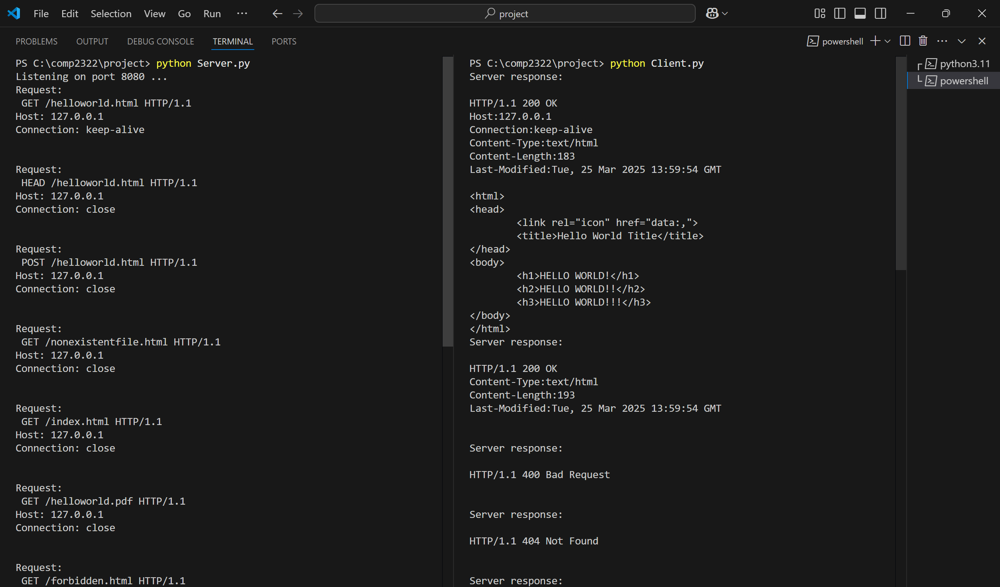 File Edit Selection View Go Run ···
project
PROBLEMS OUTPUT DEBUG CONSOLE TERMINAL PORTS
powershell
PS C:\comp2322\project> python Server.py
Listening on port 8080 ...
Request:
 GET /helloworld.html HTTP/1.1
Host: 127.0.0.1
Connection: keep-alive
Request:
 HEAD /helloworld.html HTTP/1.1
Host: 127.0.0.1
Connection: close
Request:
 POST /helloworld.html HTTP/1.1
Host: 127.0.0.1
Connection: close
Request:
 GET /nonexistentfile.html HTTP/1.1
Host: 127.0.0.1
Connection: close
Request:
 GET /index.html HTTP/1.1
Host: 127.0.0.1
Connection: close
Request:
 GET /helloworld.pdf HTTP/1.1
Host: 127.0.0.1
Connection: close
Request:
 GET /forbidden.html HTTP/1.1
PS C:\comp2322\project> python Client.py
Server response:
HTTP/1.1 200 OK
Host:127.0.0.1
Connection:keep-alive
Content-Type:text/html
Content-Length:183
Last-Modified:Tue, 25 Mar 2025 13:59:54 GMT
<html>
<head>
        <link rel="icon" href="data:,">
        <title>Hello World Title</title>
</head>
<body>
        <h1>HELLO WORLD!</h1>
        <h2>HELLO WORLD!!</h2>
        <h3>HELLO WORLD!!!</h3>
</body>
</html>
Server response:
HTTP/1.1 200 OK
Content-Type:text/html
Content-Length:193
Last-Modified:Tue, 25 Mar 2025 13:59:54 GMT
Server response:
HTTP/1.1 400 Bad Request
Server response:
HTTP/1.1 404 Not Found
Server response:
python3.11
powershell